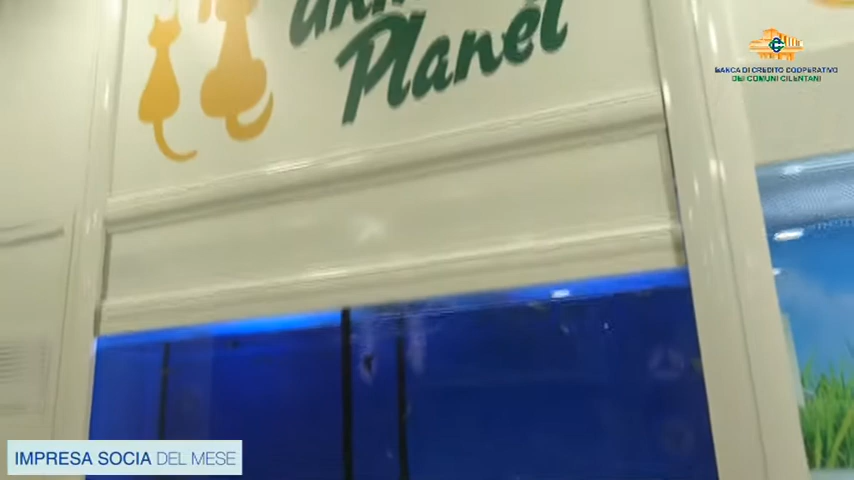 Planet
BANCA DI CREDITO COOPERATIVO
DEI COMUNI CILENTANI
IMPRESA SOCIA DEL MESE